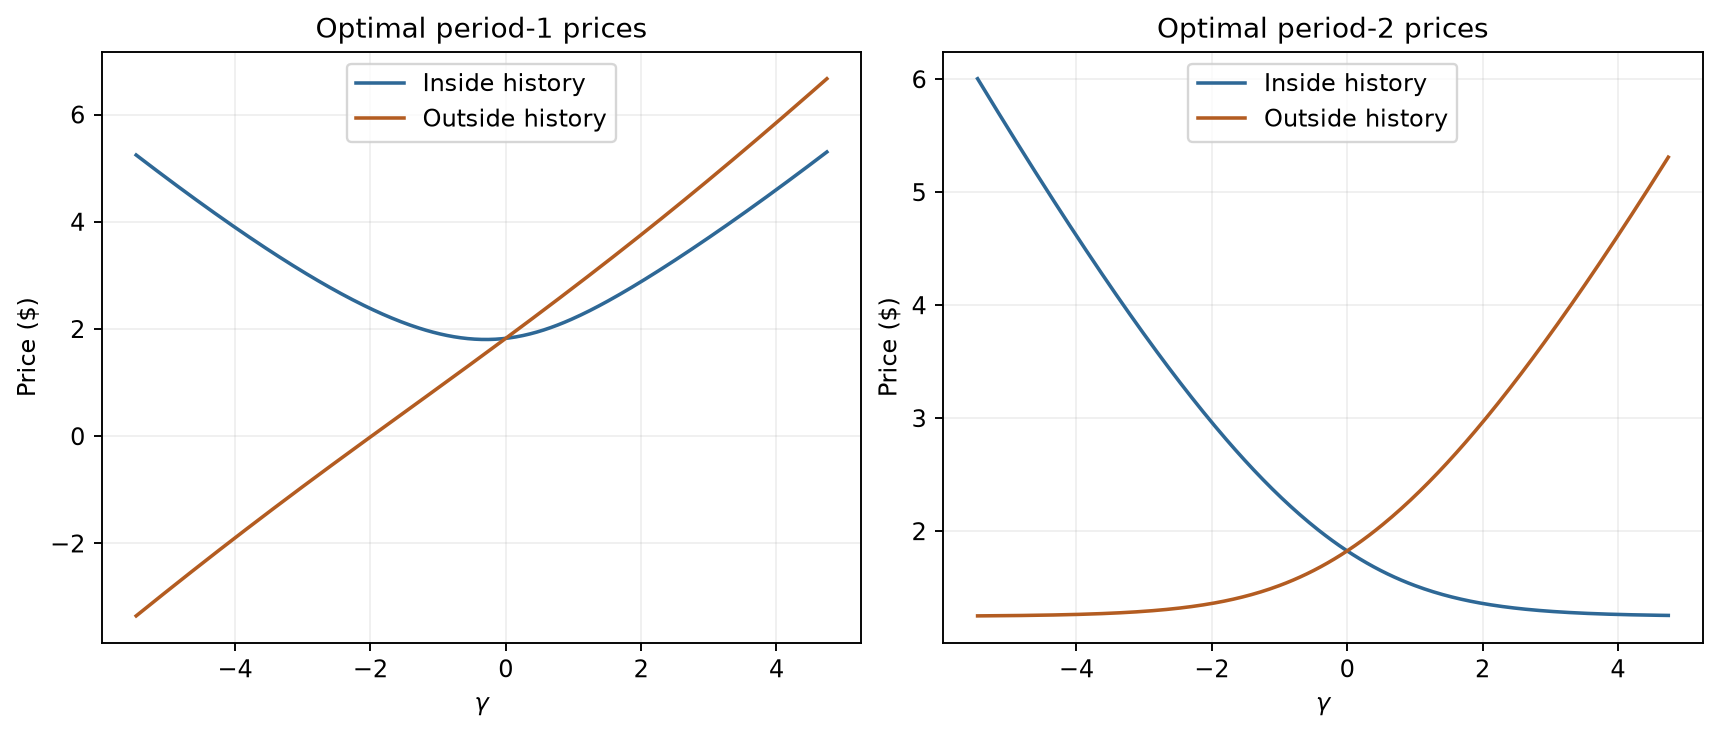 Optimal period-1 prices
Inside history
Outside history
Price ($)
6
4
2
0
−2
−4
−2
0
2
4
γ
Optimal period-2 prices
Inside history
Outside history
Price ($)
6
5
4
3
2
−4
−2
0
2
4
γ